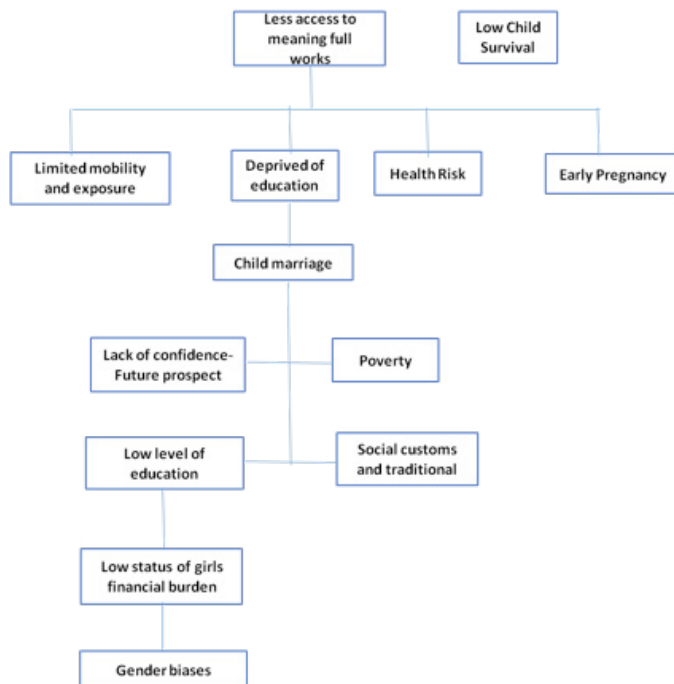 Less access to
meaning full
works
Low Child
Survival
Limited mobility
and exposure
Deprived of
education
Health Risk
Early Pregnancy
Child marriage
Lack of confidence-
Future prospect
Poverty
Low level of
education
Social customs
and traditional
Low status of girls
financial burden
Gender biases